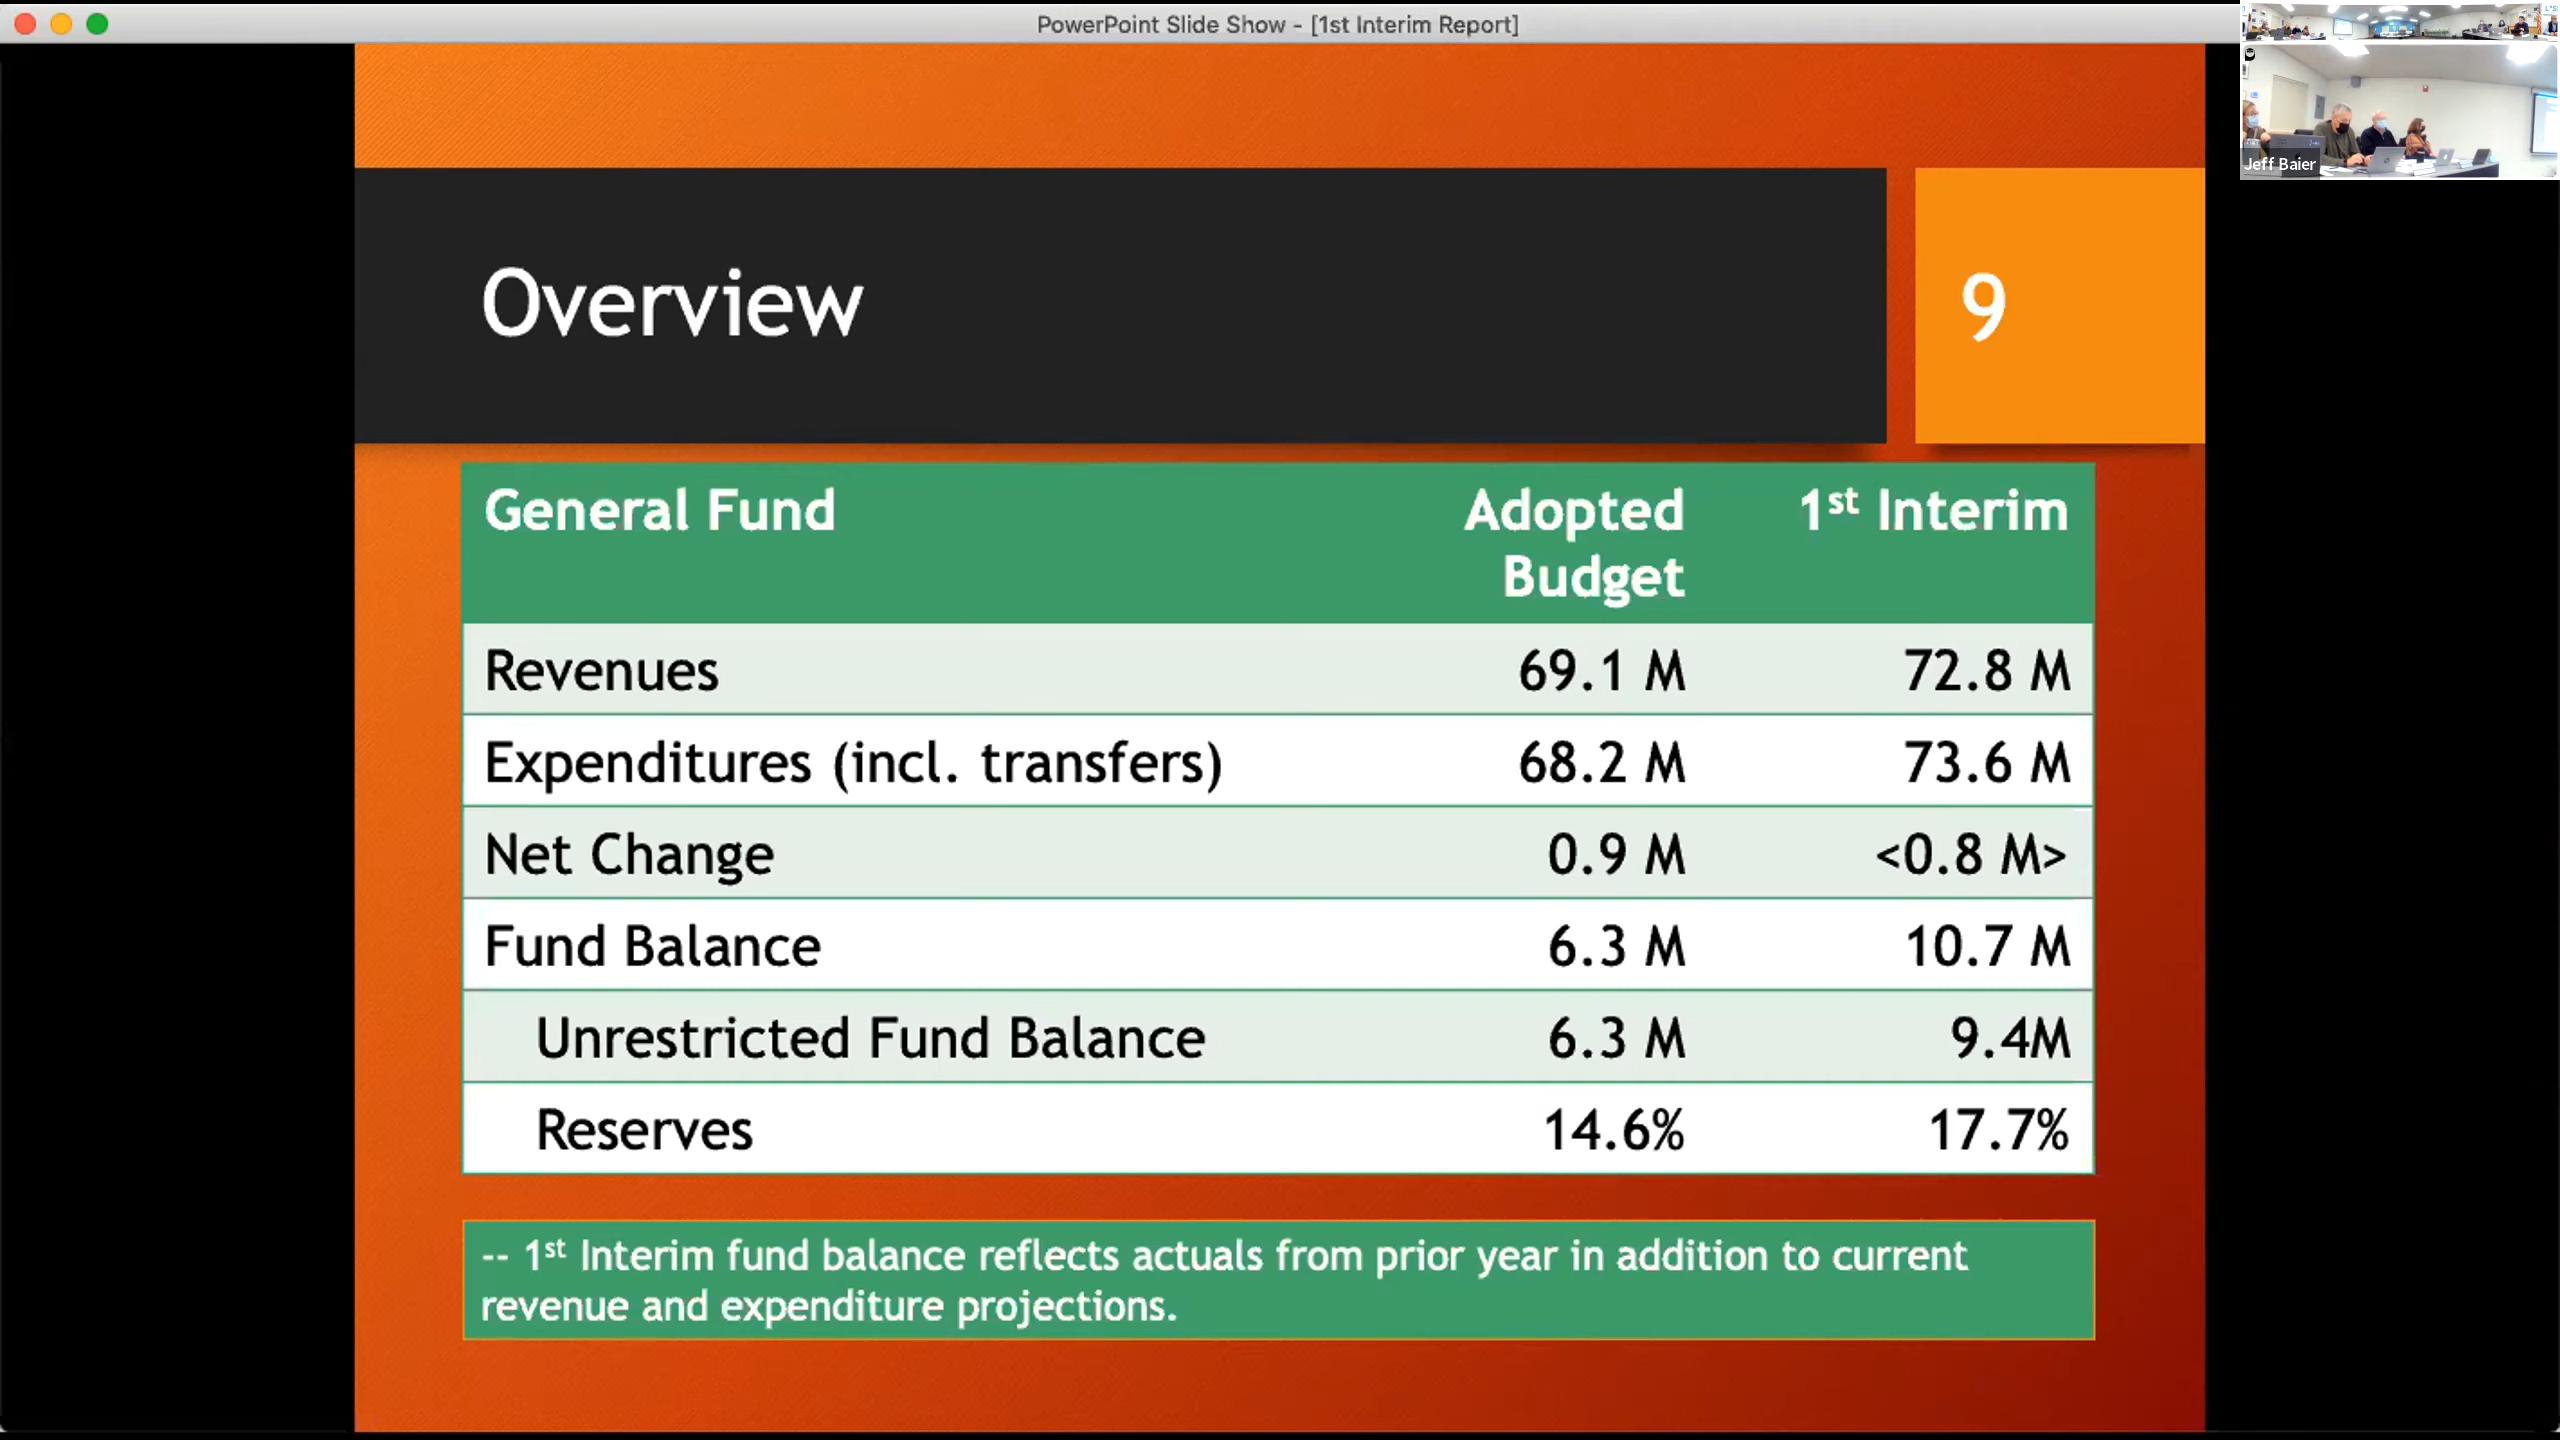 PowerPoint Slide Show - [1st Interim Report]
Jeff Baier
Overview
9
General Fund Adopted Budget 1st Interim
Revenues 69.1 M 72.8 M
Expenditures (incl. transfers) 68.2 M 73.6 M
Net Change 0.9 M <0.8 M>
Fund Balance 6.3 M 10.7 M
Unrestricted Fund Balance 6.3 M 9.4M
Reserves 14.6% 17.7%
-- 1st Interim fund balance reflects actuals from prior year in addition to current
revenue and expenditure projections.